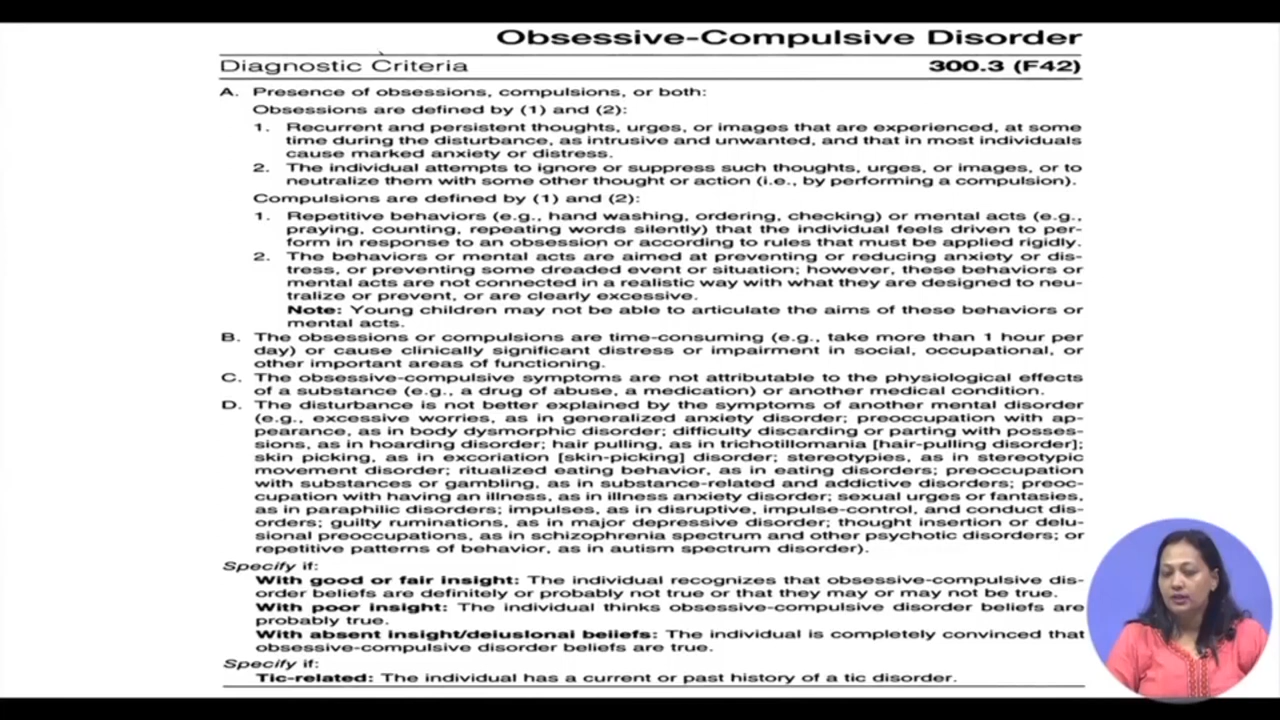 Obsessive-Compulsive Disorder
Diagnostic Criteria 300.3 (F42)
A. Presence of obsessions, compulsions, or both:
Obsessions are defined by (1) and (2):
1. Recurrent and persistent thoughts, urges, or images that are experienced, at some
time during the disturbance, as intrusive and unwanted, and that in most individuals
cause marked anxiety or distress.
2. The individual attempts to ignore or suppress such thoughts, urges, or images, or to
neutralize them with some other thought or action (i.e., by performing a compulsion).
Compulsions are defined by (1) and (2):
1. Repetitive behaviors (e.g., hand washing, ordering, checking) or mental acts (e.g.,
praying, counting, repeating words silently) that the individual feels driven to per-
form in response to an obsession or according to rules that must be applied rigidly.
2. The behaviors or mental acts are aimed at preventing or reducing anxiety or dis-
tress, or preventing some dreaded event or situation; however, these behaviors or
mental acts are not connected in a realistic way with what they are designed to neu-
tralize or prevent, or are clearly excessive.
Note: Young children may not be able to articulate the aims of these behaviors or
mental acts.
B. The obsessions or compulsions are time-consuming (e.g., take more than 1 hour per
day) or cause clinically significant distress or impairment in social, occupational, or
other important areas of functioning.
C. The obsessive-compulsive symptoms are not attributable to the physiological effects
of a substance (e.g., a drug of abuse, a medication) or another medical condition.
D. The disturbance is not better explained by the symptoms of another mental disorder
(e.g., excessive worries, as in generalized anxiety disorder; preoccupation with ap-
pearance, as in body dysmorphic disorder; difficulty discarding or parting with posses-
sions, as in hoarding disorder; hair pulling, as in trichotillomania [hair-pulling disorder];
skin picking, as in excoriation [skin-picking] disorder; stereotypies, as in stereotypic
movement disorder; ritualized eating behavior, as in eating disorders; preoccupation
with substances or gambling, as in substance-related and addictive disorders; preoc-
cupation with having an illness, as in illness anxiety disorder; sexual urges or fantasies,
as in paraphilic disorders; impulses, as in disruptive, impulse-control, and conduct dis-
orders; guilty ruminations, as in major depressive disorder; thought insertion or delu-
sional preoccupations, as in schizophrenia spectrum and other psychotic disorders; or
repetitive patterns of behavior, as in autism spectrum disorder).
Specify if:
With good or fair insight: The individual recognizes that obsessive-compulsive dis-
order beliefs are definitely or probably not true or that they may or may not be true.
With poor insight: The individual thinks obsessive-compulsive disorder beliefs are
probably true.
With absent insight/delusional beliefs: The individual is completely convinced that
obsessive-compulsive disorder beliefs are true.
Specify if:
Tic-related: The individual has a current or past history of a tic disorder.